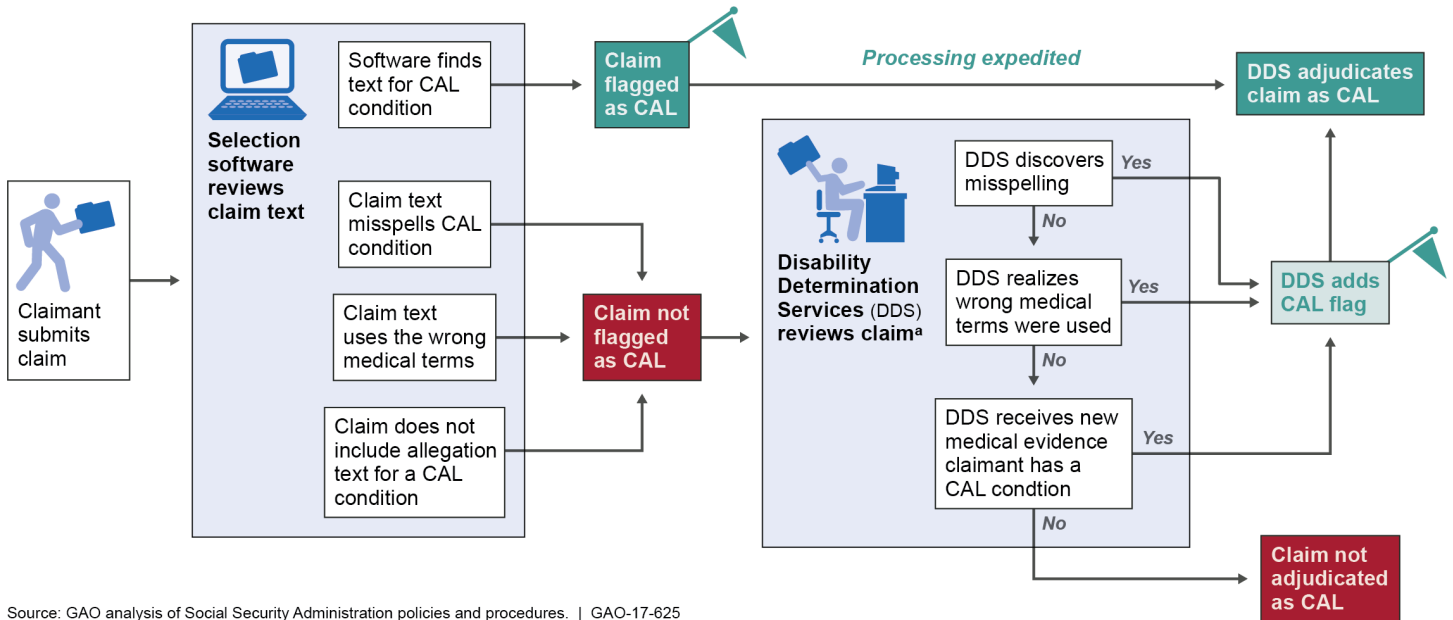 Claimant
submits
claim
Selection
software
reviews
claim text
Software finds
text for CAL
condition
Claim text
misspells CAL
condition
Claim text
uses the wrong
medical terms
Claim does not
include allegation
text for a CAL
condition
Claim
flagged
as CAL
Claim not
flagged
as CAL
Processing expedited
Disability
Determination
Services (DDS)
reviews claimᵃ
DDS discovers
misspelling
Yes
No
DDS realizes
wrong medical
terms were used
Yes
No
DDS receives new
medical evidence
claimant has a
CAL condtion
Yes
No
DDS adjudicates
claim as CAL
DDS adds
CAL flag
Claim not
adjudicated
as CAL
Source: GAO analysis of Social Security Administration policies and procedures. | GAO-17-625